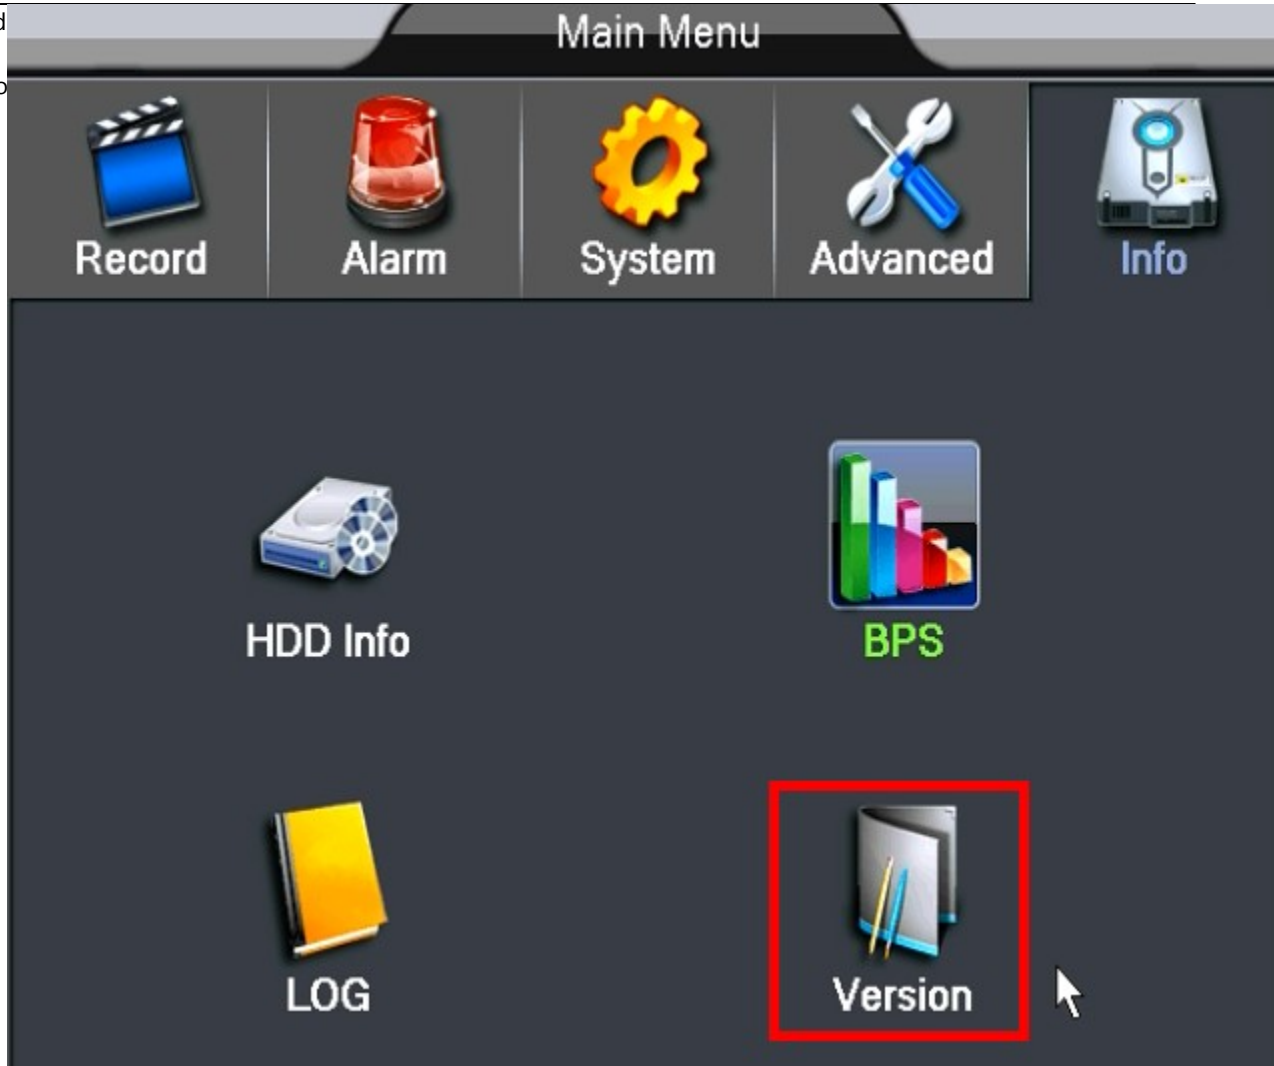 d
Main Menu
o
Record Alarm System Advanced Info
HDD Info BPS
LOG Version